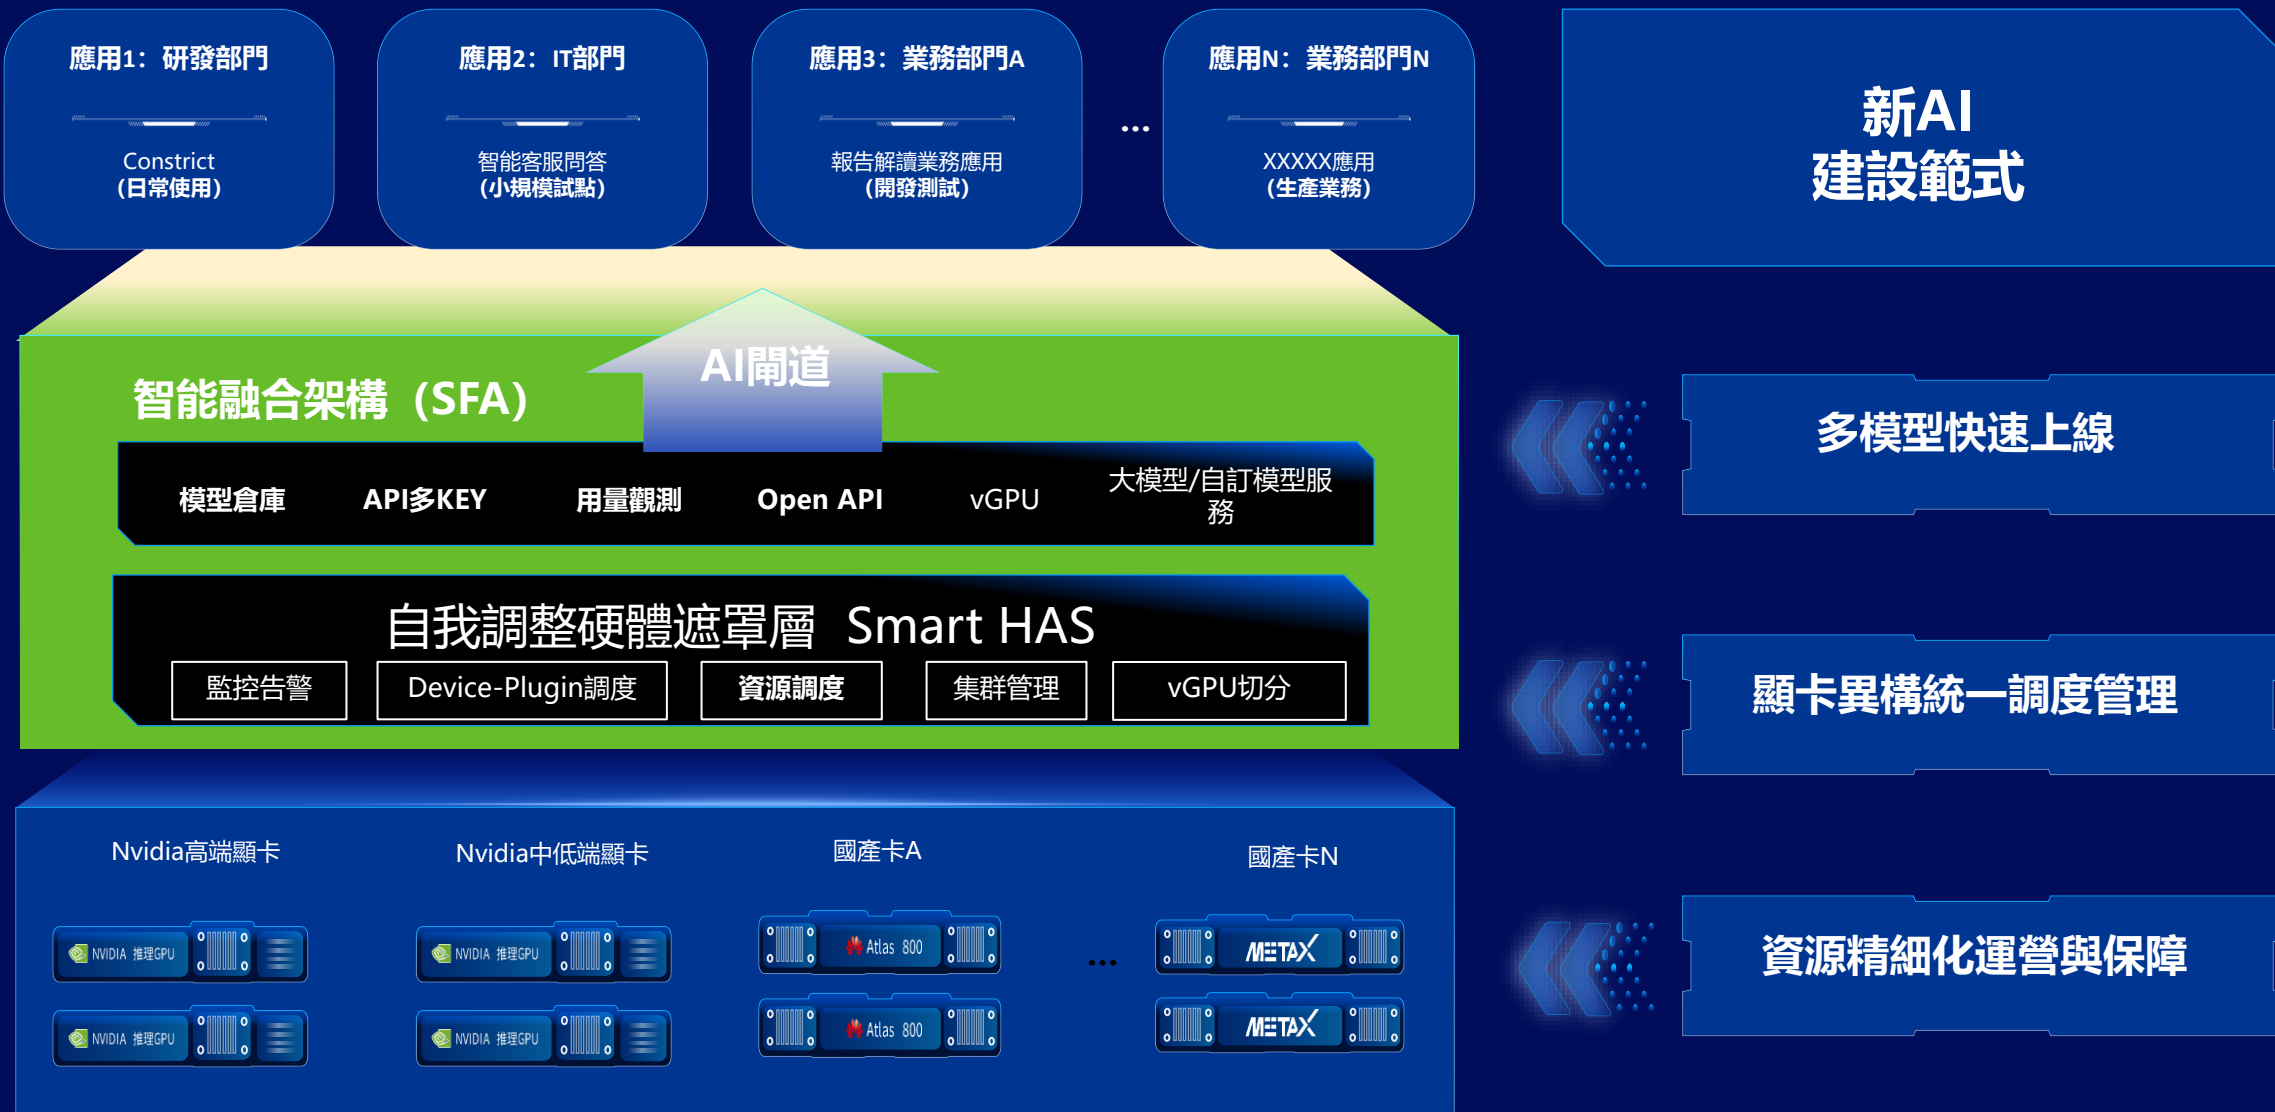 應用1：研發部門
Constrict
(日常使用)
應用2：IT部門
智能客服問答
(小規模試點)
應用3：業務部門A
報告解讀業務應用
(開發測試)
...
應用N：業務部門N
XXXXX應用
(生產業務)
新AI
建設範式
AI閘道
智能融合架構（SFA）
模型倉庫
API多KEY
用量觀測
Open API
vGPU
大模型/自訂模型服
務
自我調整硬體遮罩層 Smart HAS
監控告警
Device-Plugin調度
資源調度
集群管理
vGPU切分
多模型快速上線
顯卡異構統一調度管理
資源精細化運營與保障
Nvidia高端顯卡
Nvidia中低端顯卡
國產卡A
國產卡N
NVIDIA 推理GPU
NVIDIA 推理GPU
Atlas 800
...
METAX
NVIDIA 推理GPU
NVIDIA 推理GPU
Atlas 800
METAX